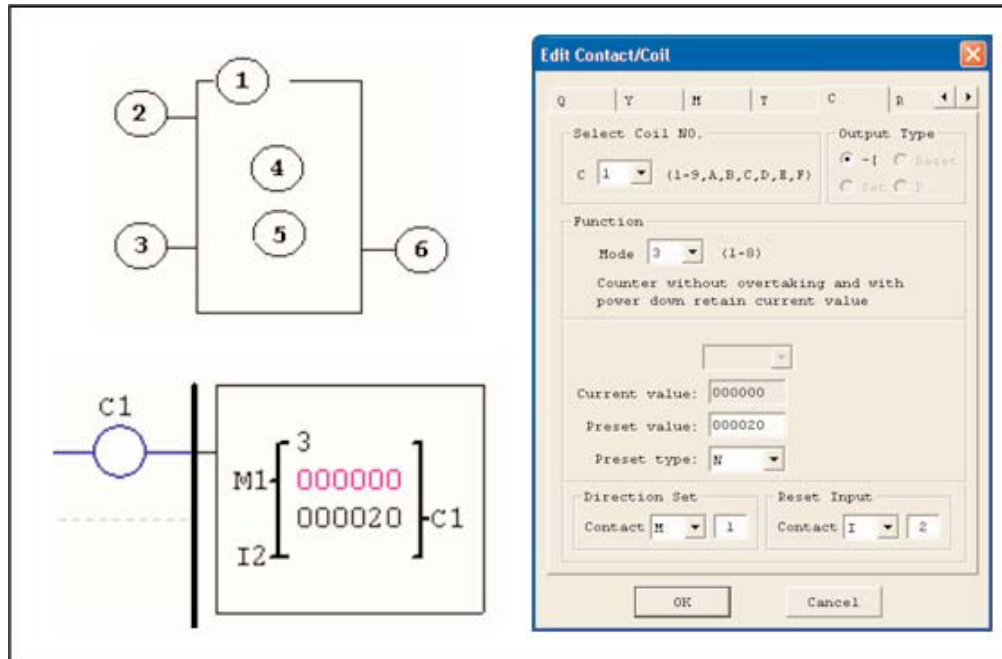 1
2
4
5
3
6
C1
3
M1
000000
000020
C1
I2
Edit Contact/Coil
Q Y M T C R
Select Coil NO.
C 1 (1-9,A,B,C,D,E,F)
Output Type
-[ Reset
Set P
Function
Mode 3 (1-8)
Counter without overtaking and with
power down retain current value
Current value: 000000
Preset value: 000020
Preset type: N
Direction Set
Contact M 1
Reset Input
Contact I 2
OK Cancel